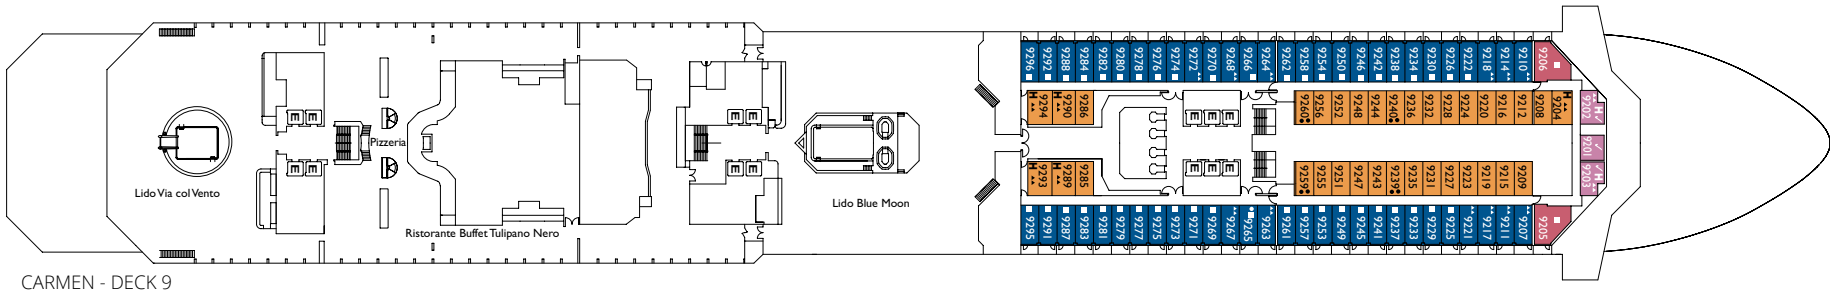 9296 9292 9288 9284 9282 9280 9278 9276 9274 9272 9270 9268 9266 9264 9262 9258 9254 9250 9246 9242 9238 9234 9230 9226 9222 9218 9214 9210 9206
H 9294 H 9290 9286 9260 9256 9252 9248 9244 9240 9236 9232 9228 9224 9220 9216 9212 9208 H 9204 H 9202
E E E E E E E
Pizzeria
9201
E E E E E E E
H 9293 H 9289 9285 9259 9255 9251 9247 9243 9239 9235 9231 9227 9223 9219 9215 9209 H 9203
Lido Via col Vento
Lido Blue Moon
Ristorante Buffet Tulipano Nero
9295 9291 9287 9283 9281 9279 9277 9275 9273 9271 9269 9267 9265 9263 9261 9257 9253 9249 9245 9241 9237 9233 9229 9225 9221 9217 9211 9207 9205
CARMEN - DECK 9